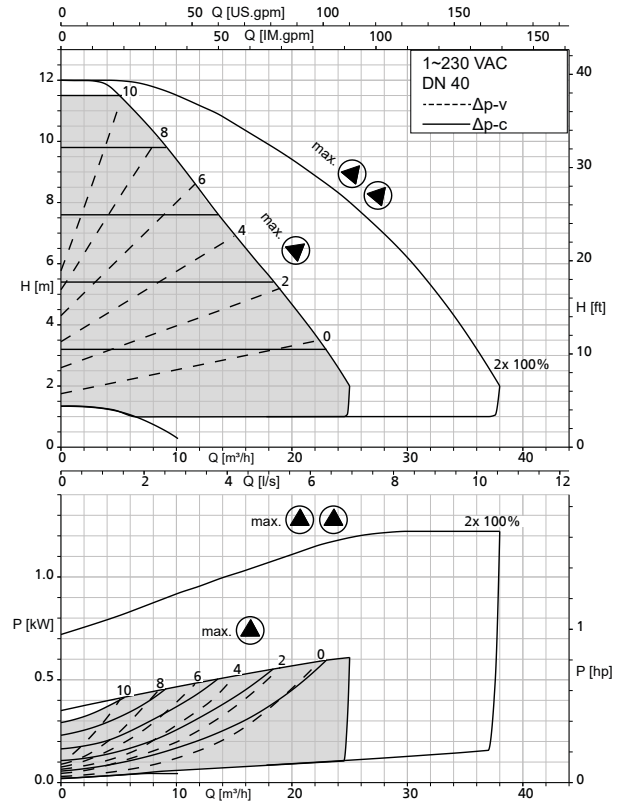 0 50 100 150
Q [US.gpm]
0 50 100 150
Q [IM.gpm]
1~230 VAC
DN 40
Δp-v
Δp-c
12
10
8
6
H [m]
4
2
0
40
30
20
H [ft]
10
0
10
8
6
4
2
0
max.
max.
2x 100%
0 10 20 30 40
Q [m³/h]
0 2 4 6 8 10 12
Q [l/s]
max.
2x 100%
max.
1.0
P [kW]
0.5
0.0
1
P [hp]
0
10 8 6 4 2 0
0 10 20 30 40
Q [m³/h]